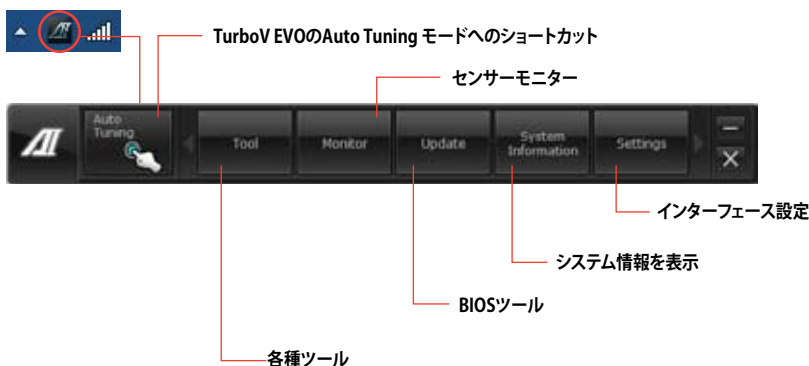 TurboV EVOのAuto Tuning モードへのショートカット
センサーモニター
Auto
Tuning
Tool
Monitor
Update
System
Information
Settings
インターフェース設定
システム情報を表示
BIOSツール
各種ツール